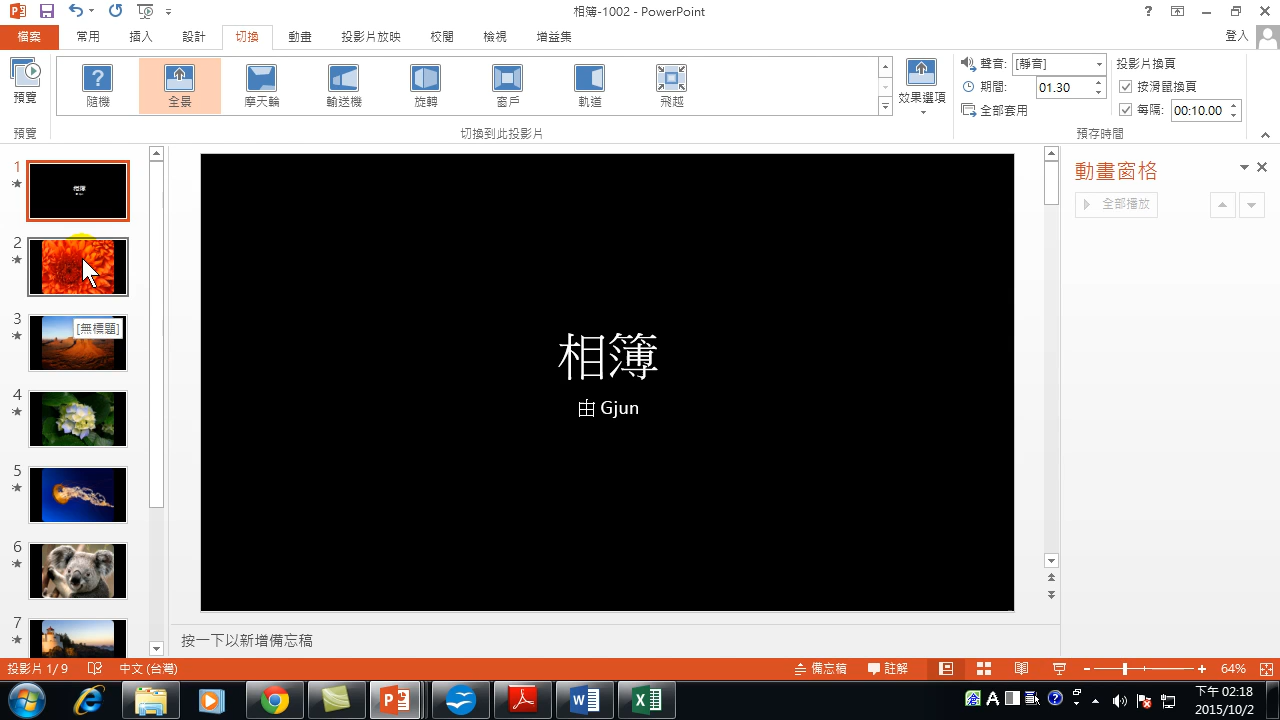 相簿-1002 - PowerPoint
?
檔案
常用
插入
設計
切換
動畫
投影片放映
校閱
檢視
增益集
登入
預覽
預覽
?
隨機
全景
摩天輪
輸送機
旋轉
窗戶
軌道
飛越
切換到此投影片
效果選項
聲音: [靜音]
期間: 01.30
全部套用
投影片換頁
按滑鼠換頁
每隔: 00:10.00
預存時間
1
相簿
2
3
[無標題]
4
5
6
7
相簿
由 Gjun
動畫窗格
全部播放
按一下以新增備忘稿
投影片 1/9
中文 (台灣)
備忘稿
註解
64%
A
?
下午 02:18
2015/10/2